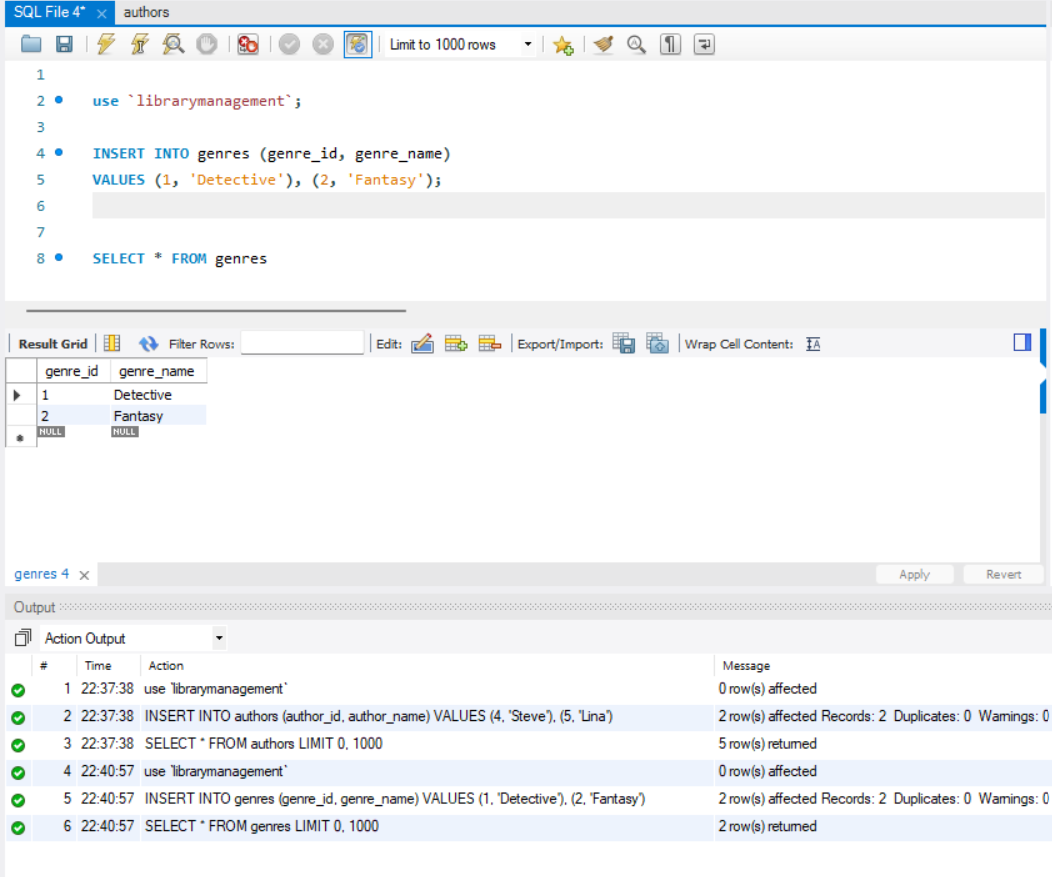 SQL File 4* × authors
Limit to 1000 rows
1
2 use `librarymanagement`;
3
4 INSERT INTO genres (genre_id, genre_name)
5 VALUES (1, 'Detective'), (2, 'Fantasy');
6
7
8 SELECT * FROM genres
Result Grid Filter Rows: Edit: Export/Import: Wrap Cell Content: IA
genre_id genre_name
1 Detective
2 Fantasy
NULL NULL
genres 4 × Apply Revert
Output
Action Output
# Time Action Message
1 22:37:38 use `librarymanagement` 0 row(s) affected
2 22:37:38 INSERT INTO authors (author_id, author_name) VALUES (4, 'Steve'), (5, 'Lina') 2 row(s) affected Records: 2 Duplicates: 0 Warnings: 0
3 22:37:38 SELECT * FROM authors LIMIT 0, 1000 5 row(s) returned
4 22:40:57 use `librarymanagement` 0 row(s) affected
5 22:40:57 INSERT INTO genres (genre_id, genre_name) VALUES (1, 'Detective'), (2, 'Fantasy') 2 row(s) affected Records: 2 Duplicates: 0 Warnings: 0
6 22:40:57 SELECT * FROM genres LIMIT 0, 1000 2 row(s) returned